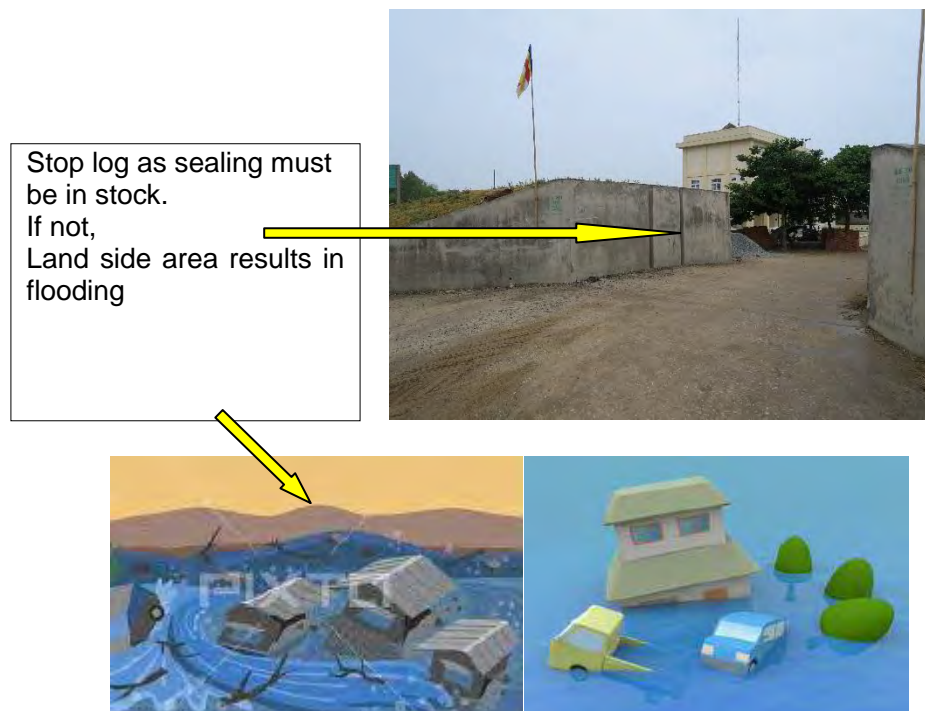 Stop log as sealing must
be in stock.
If not,
Land side area results in
flooding
PIXTA